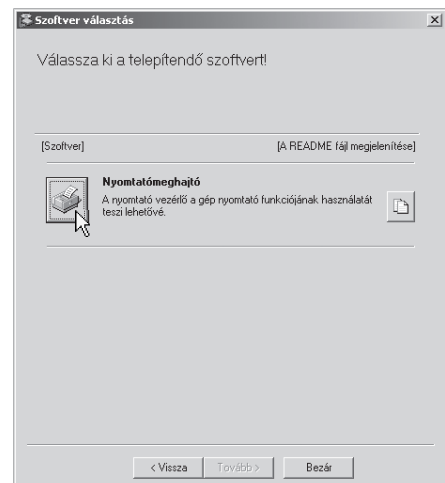 Szoftver választás
Válassza ki a telepítendő szoftvert!
[Szoftver] [A README fájl megjelenítése]
Nyomtatómeghajtó
A nyomtató vezérlő a gép nyomtató funkciójának használatát
teszi lehetővé.
< Vissza Tovább > Bezár